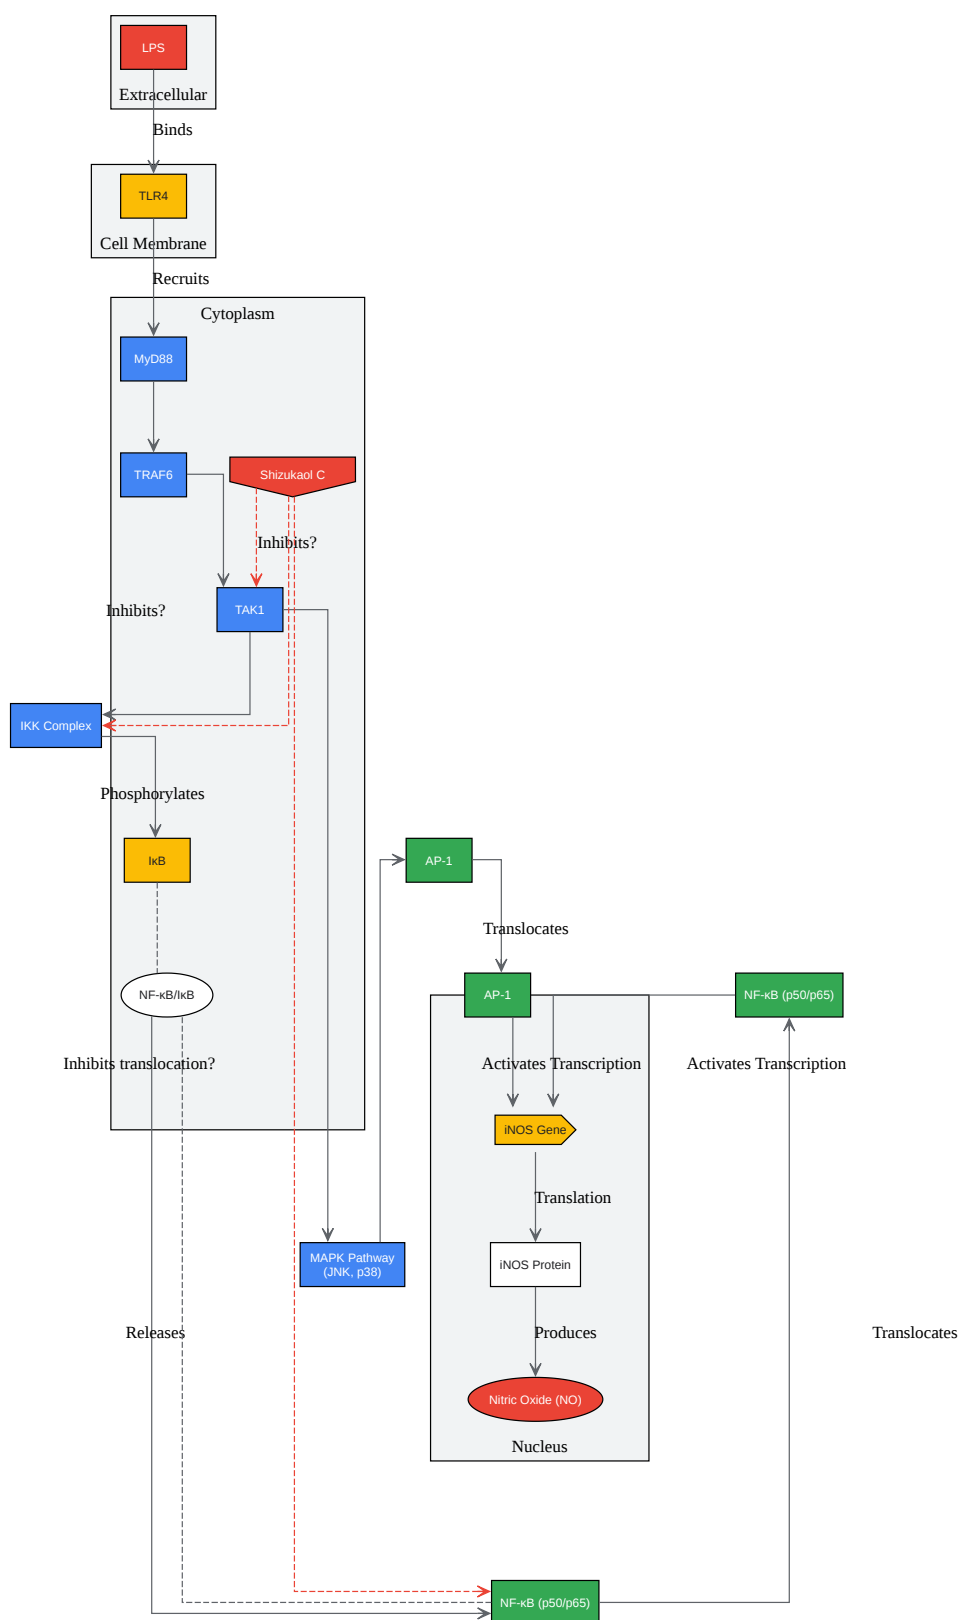 LPS
Extracellular
Binds
TLR4
Cell Membrane
Recruits
Cytoplasm
MyD88
TRAF6
Shizukaol C
Inhibits?
Inhibits?
TAK1
IKK Complex
Phosphorylates
IκB
AP-1
Translocates
NF-κB/IκB
AP-1
NF-κB (p50/p65)
Inhibits translocation?
Activates Transcription
Activates Transcription
iNOS Gene
Translation
MAPK Pathway
(JNK, p38)
iNOS Protein
Releases
Produces
Translocates
Nitric Oxide (NO)
Nucleus
NF-κB (p50/p65)